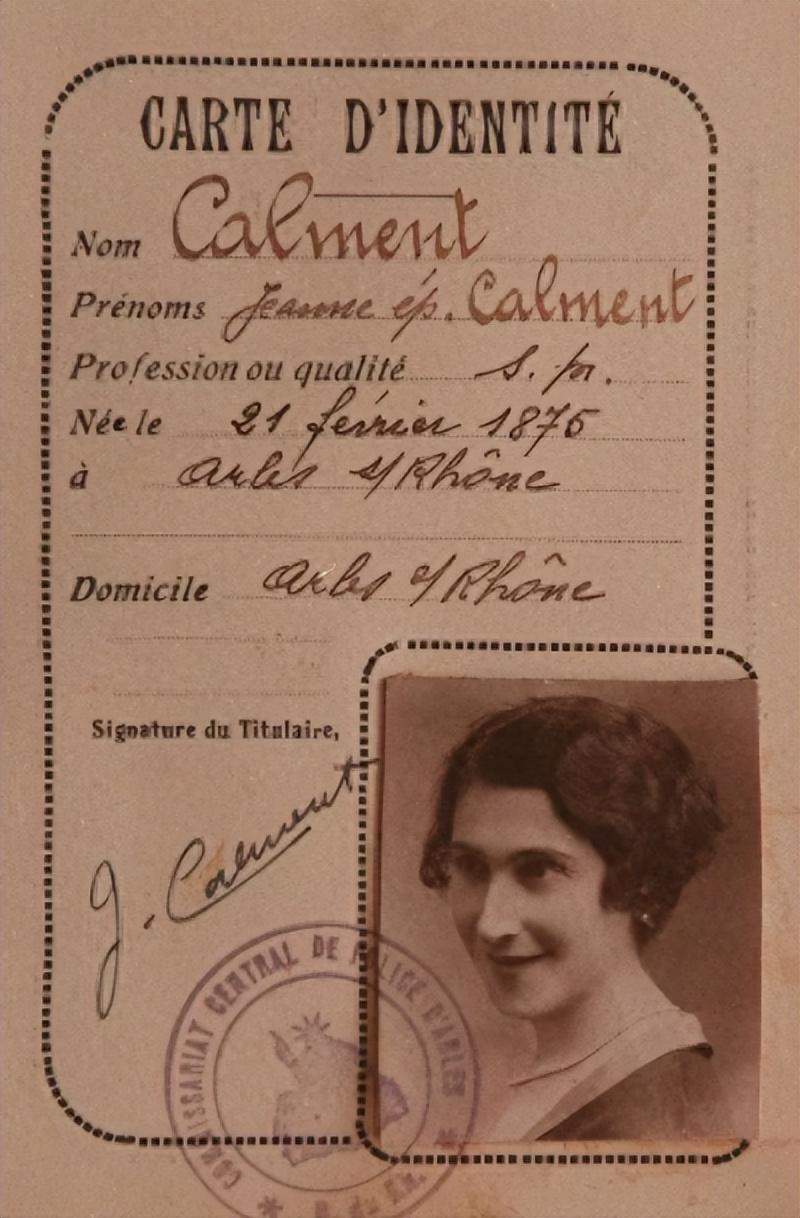 CARTE D'IDENTITÉ
Nom Calment
Prénoms Jeanne ép. Calment
Profession ou qualité s. pr.
Née le 21 février 1875
à Arles s/Rhône
Domicile Arles s/Rhône
Signature du Titulaire,
J. Calment
COMMISSARIAT CENTRAL DE POLICE D'ARLES
B. du Rh.